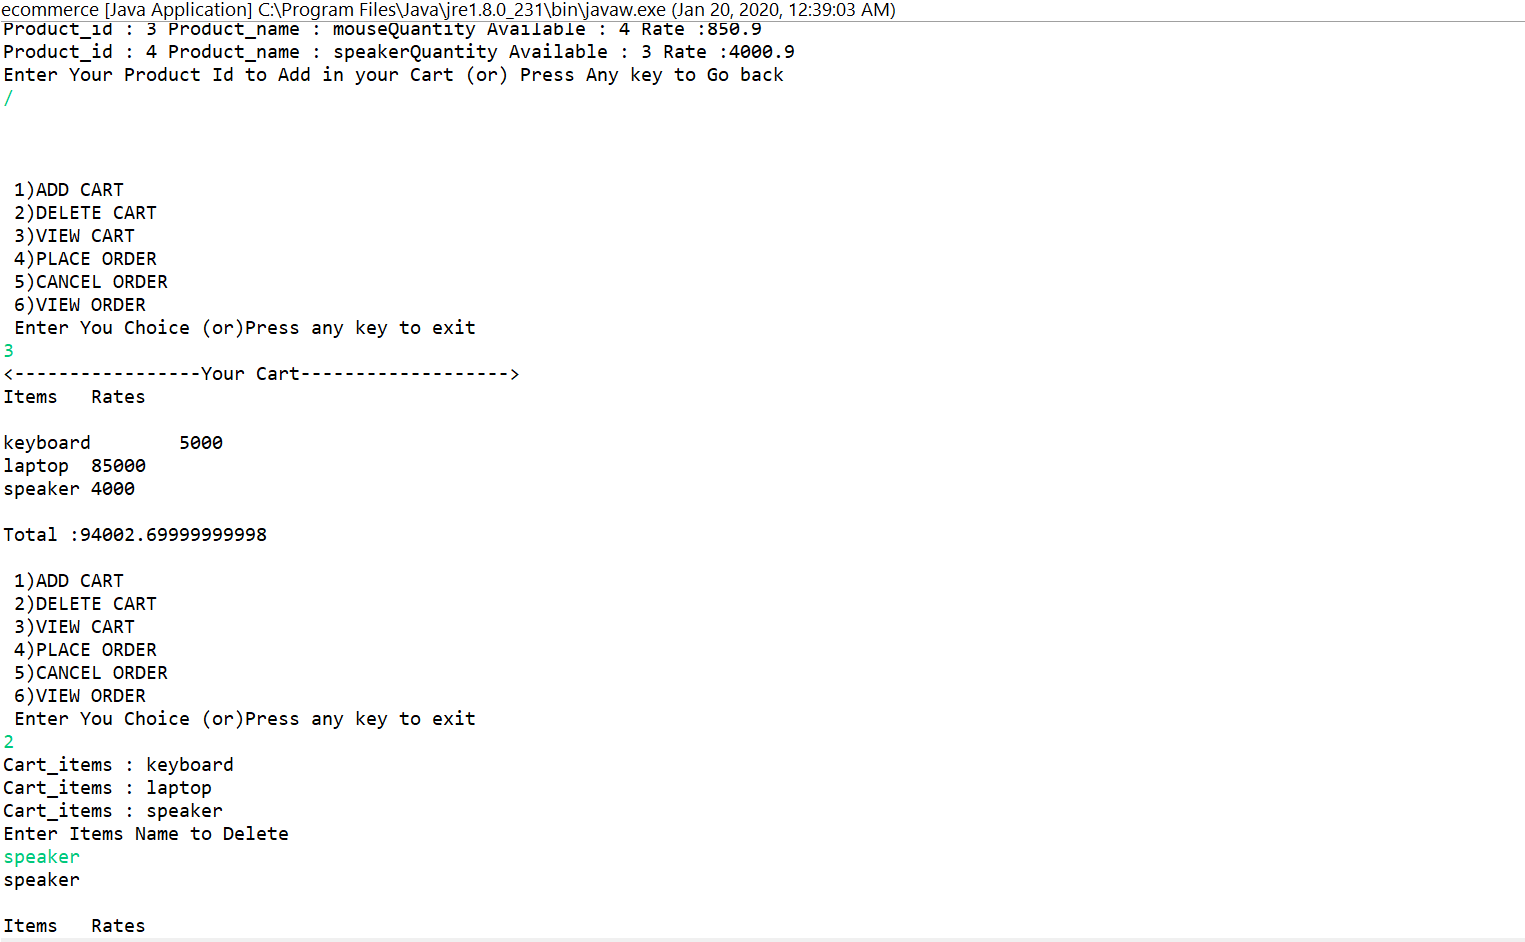 ecommerce [Java Application] C:\Program Files\Java\jre1.8.0_231\bin\javaw.exe (Jan 20, 2020, 12:39:03 AM)
Product_id : 3 Product_name : mouseQuantity Available : 4 Rate :850.9
Product_id : 4 Product_name : speakerQuantity Available : 3 Rate :4000.9
Enter Your Product Id to Add in your Cart (or) Press Any key to Go back
/
1)ADD CART
2)DELETE CART
3)VIEW CART
4)PLACE ORDER
5)CANCEL ORDER
6)VIEW ORDER
Enter You Choice (or)Press any key to exit
3
<-----------------Your Cart------------------->
Items   Rates
keyboard        5000
laptop  85000
speaker 4000
Total :94002.69999999998
1)ADD CART
2)DELETE CART
3)VIEW CART
4)PLACE ORDER
5)CANCEL ORDER
6)VIEW ORDER
Enter You Choice (or)Press any key to exit
2
Cart_items : keyboard
Cart_items : laptop
Cart_items : speaker
Enter Items Name to Delete
speaker
speaker
Items   Rates